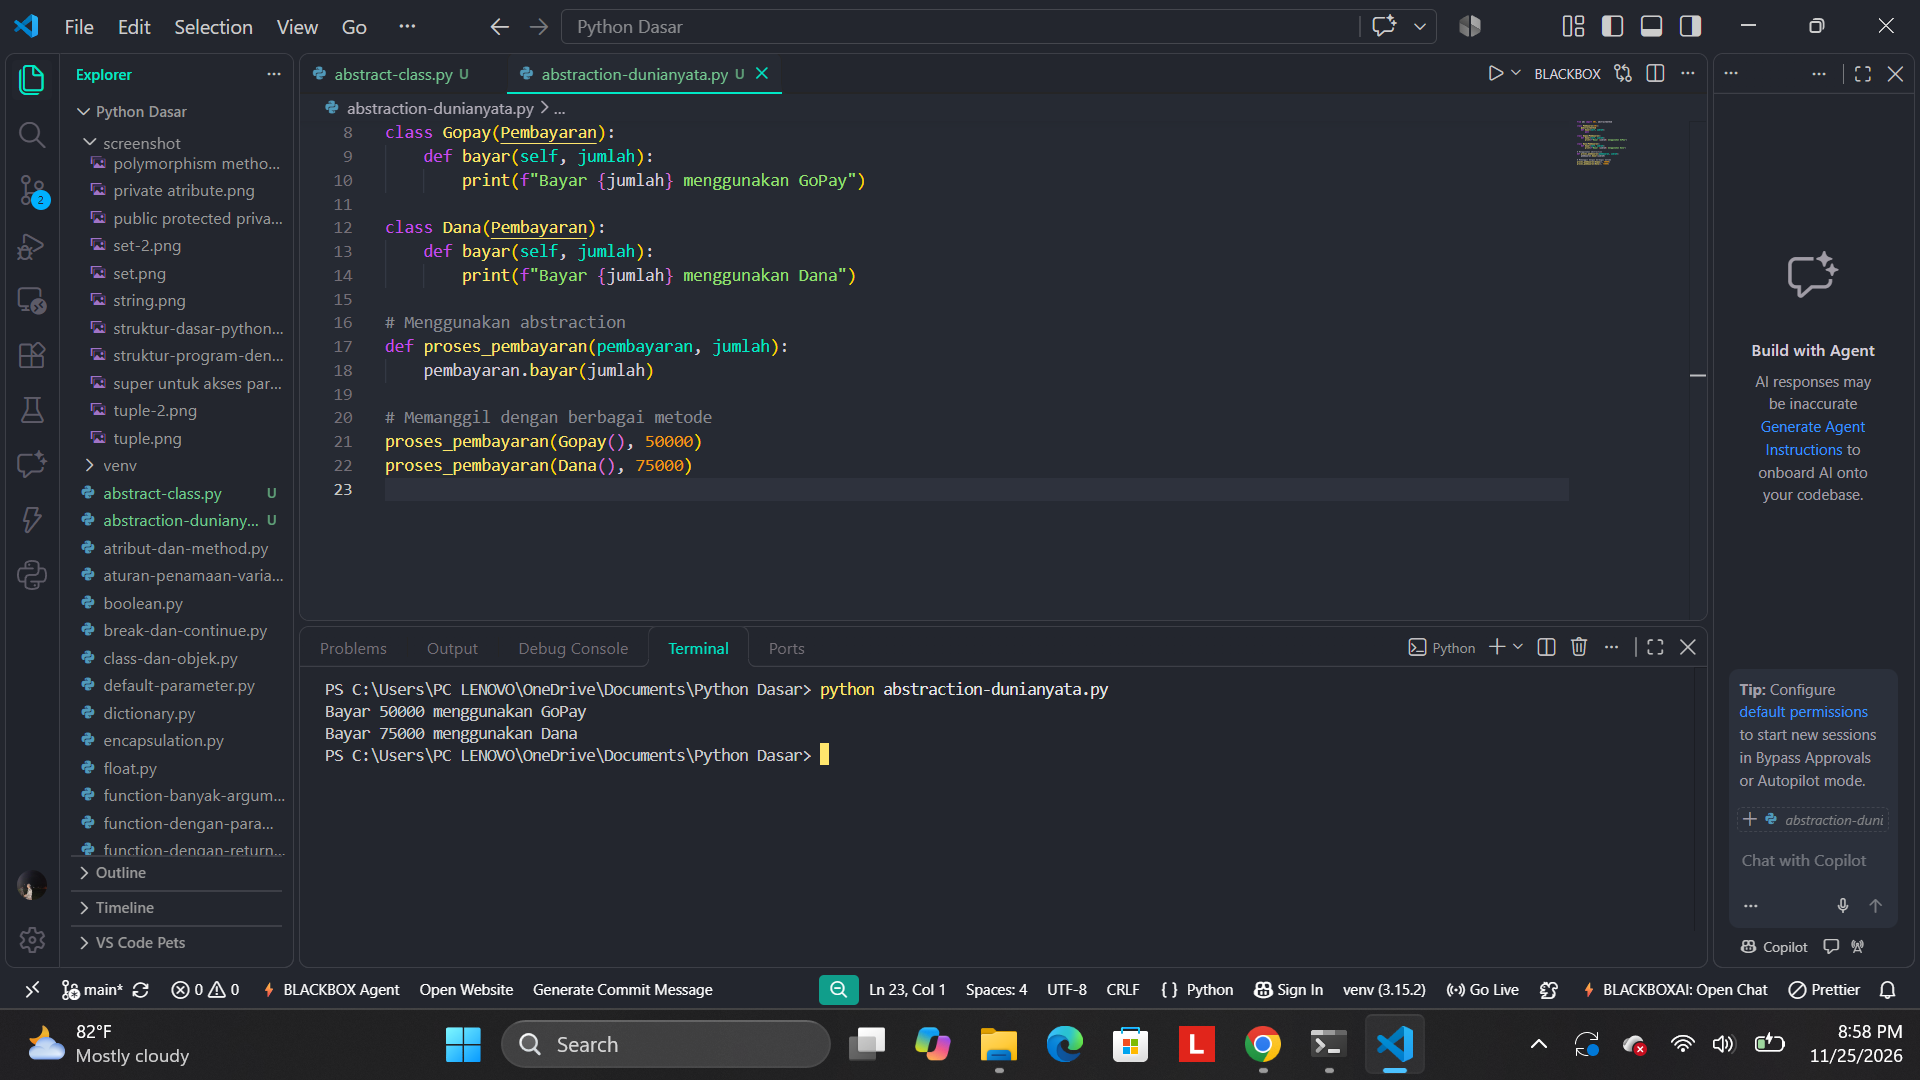 File Edit Selection View Go
Python Dasar
Explorer
Python Dasar
screenshot
polymorphism metho...
private atribute.png
public protected priva...
set-2.png
set.png
string.png
struktur-dasar-python...
struktur-program-den...
super untuk akses par...
tuple-2.png
tuple.png
venv
abstract-class.py U
abstraction-duniany... U
atribut-dan-method.py
aturan-penamaan-varia...
boolean.py
break-dan-continue.py
class-dan-objek.py
default-parameter.py
dictionary.py
encapsulation.py
float.py
function-banyak-argum...
function-dengan-para...
function-dengan-return...
Outline
Timeline
VS Code Pets
2
abstract-class.py U
abstraction-dunianyata.py U
BLACKBOX
abstraction-dunianyata.py > ...
8 class Gopay(Pembayaran):
9 def bayar(self, jumlah):
10 print(f"Bayar {jumlah} menggunakan GoPay")
11
12 class Dana(Pembayaran):
13 def bayar(self, jumlah):
14 print(f"Bayar {jumlah} menggunakan Dana")
15
16 # Menggunakan abstraction
17 def proses_pembayaran(pembayaran, jumlah):
18 pembayaran.bayar(jumlah)
19
20 # Memanggil dengan berbagai metode
21 proses_pembayaran(Gopay(), 50000)
22 proses_pembayaran(Dana(), 75000)
23
Problems Output Debug Console Terminal Ports
Python
PS C:\Users\PC LENOVO\OneDrive\Documents\Python Dasar> python abstraction-dunianyata.py
Bayar 50000 menggunakan GoPay
Bayar 75000 menggunakan Dana
PS C:\Users\PC LENOVO\OneDrive\Documents\Python Dasar>
Build with Agent
AI responses may
be inaccurate
Generate Agent
Instructions to
onboard AI onto
your codebase.
Tip: Configure
default permissions
to start new sessions
in Bypass Approvals
or Autopilot mode.
abstraction-duni
Chat with Copilot
Copilot
main* 0 0 BLACKBOX Agent Open Website Generate Commit Message Ln 23, Col 1 Spaces: 4 UTF-8 CRLF {} Python Sign In venv (3.15.2) Go Live BLACKBOXAI: Open Chat Prettier
82°F
Mostly cloudy
Search
L
8:58 PM
11/25/2026